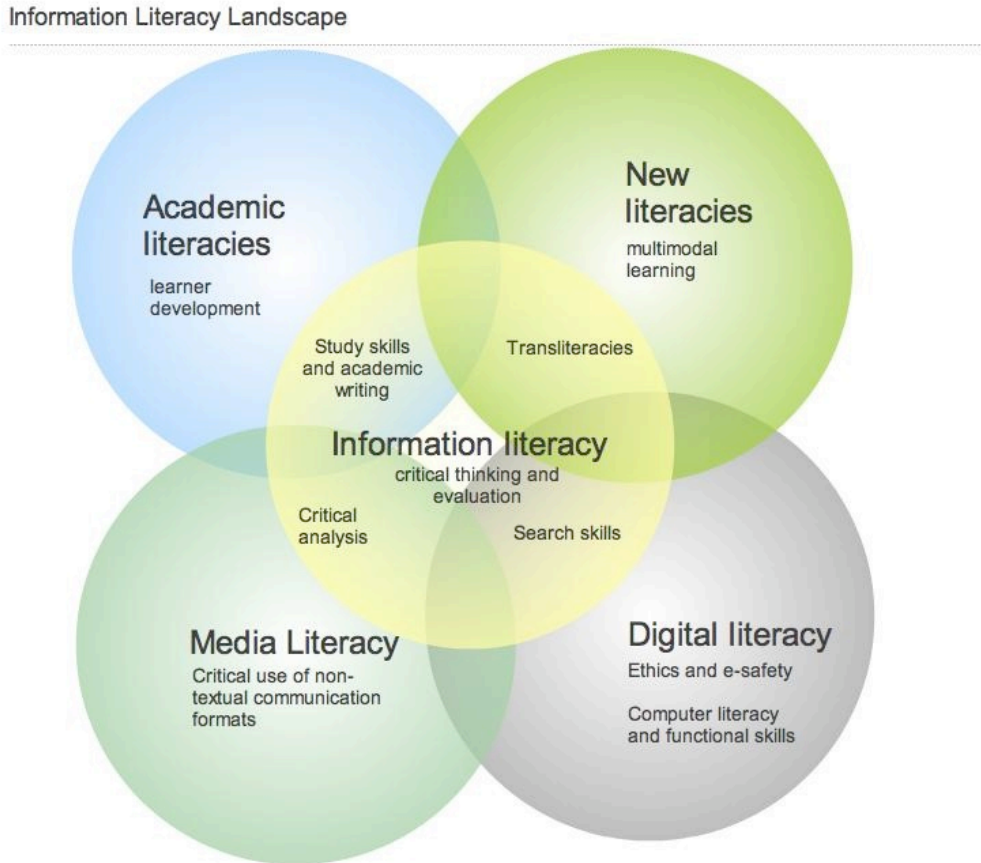 Information Literacy Landscape
Academic
literacies
learner
development
New
literacies
multimodal
learning
Study skills
and academic
writing
Transliteracies
Information literacy
critical thinking and
evaluation
Critical
analysis
Search skills
Media Literacy
Critical use of non-
textual communication
formats
Digital literacy
Ethics and e-safety
Computer literacy
and functional skills